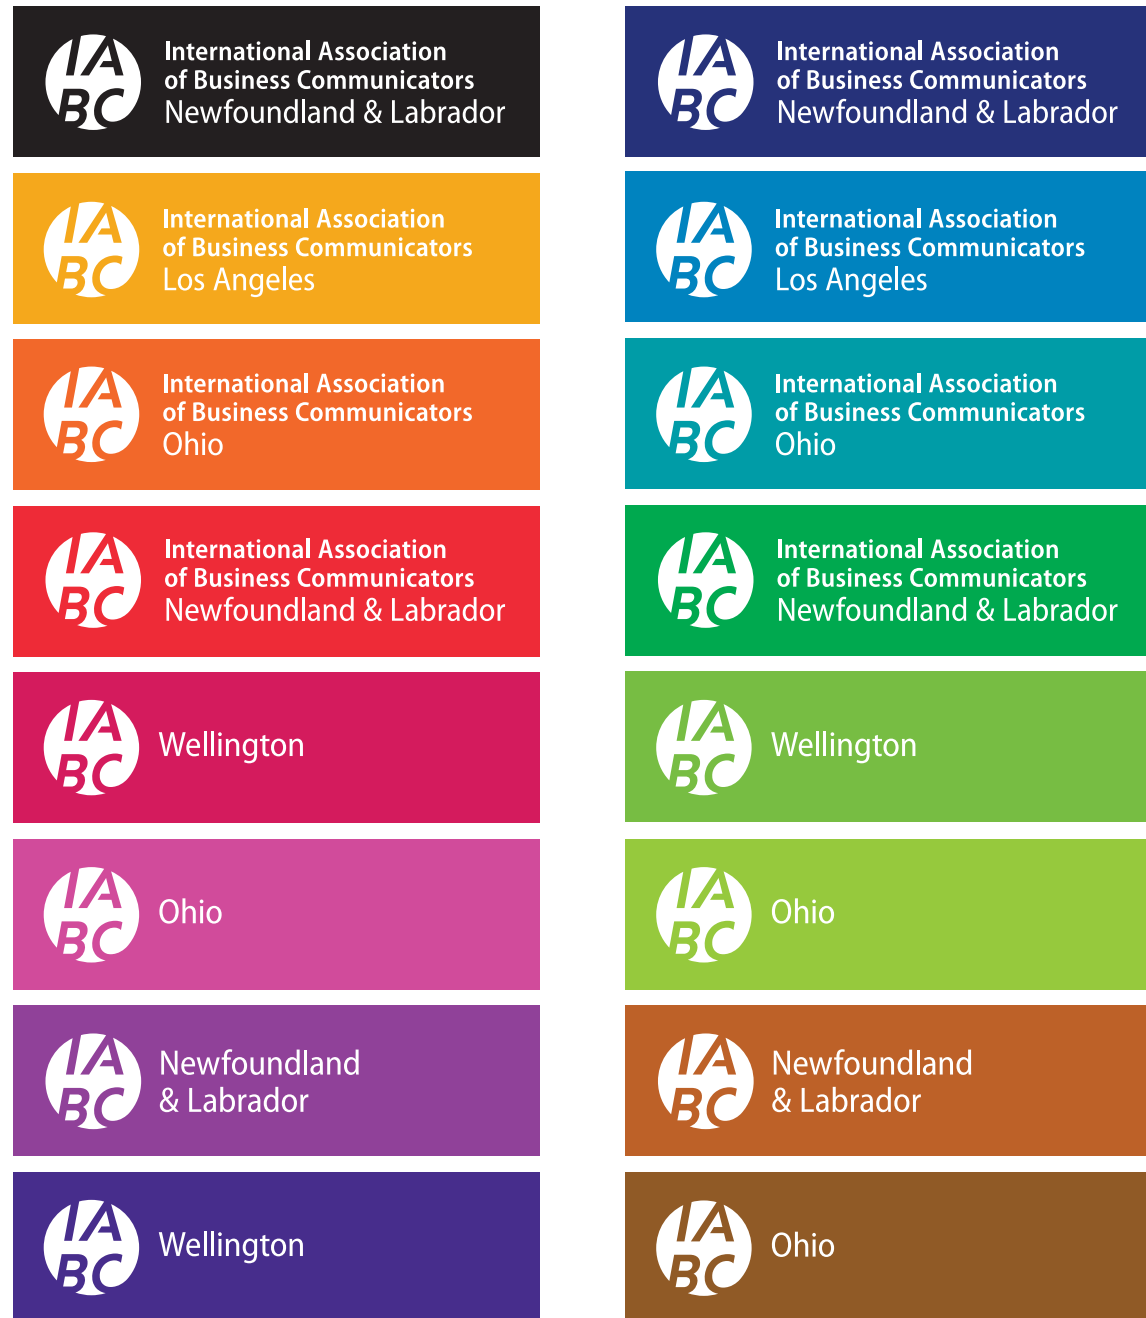 IA
BC
International Association
of Business Communicators
Newfoundland & Labrador
IA
BC
International Association
of Business Communicators
Newfoundland & Labrador
IA
BC
International Association
of Business Communicators
Los Angeles
IA
BC
International Association
of Business Communicators
Los Angeles
IA
BC
International Association
of Business Communicators
Ohio
IA
BC
International Association
of Business Communicators
Ohio
IA
BC
International Association
of Business Communicators
Newfoundland & Labrador
IA
BC
International Association
of Business Communicators
Newfoundland & Labrador
IA
BC
Wellington
IA
BC
Wellington
IA
BC
Ohio
IA
BC
Ohio
IA
BC
Newfoundland
& Labrador
IA
BC
Newfoundland
& Labrador
IA
BC
Wellington
IA
BC
Ohio